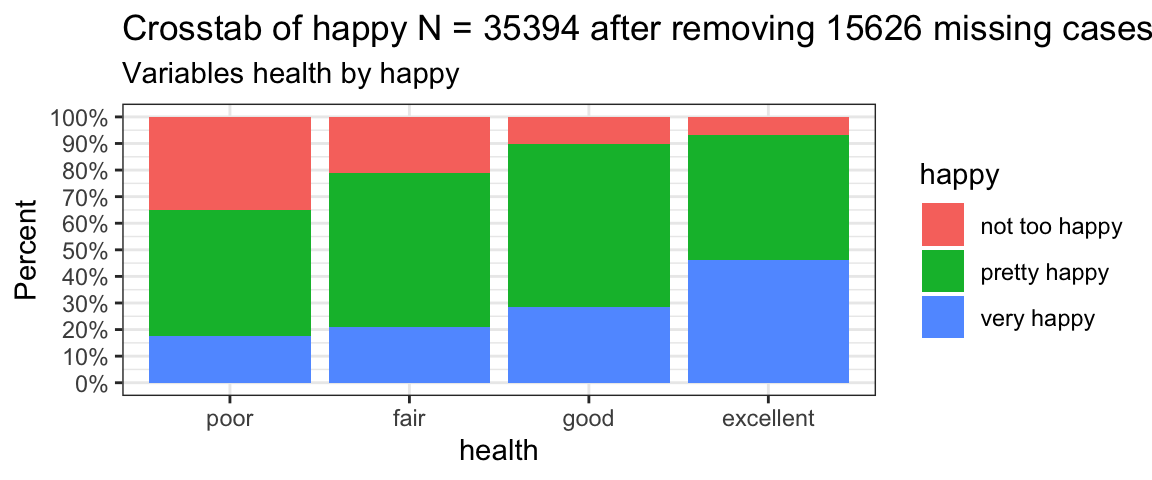 Crosstab of happy N = 35394 after removing 15626 missing cases
Variables health by happy
Percent
100%
90%
80%
70%
60%
50%
40%
30%
20%
10%
0%
poor fair good excellent
health
happy
not too happy
pretty happy
very happy